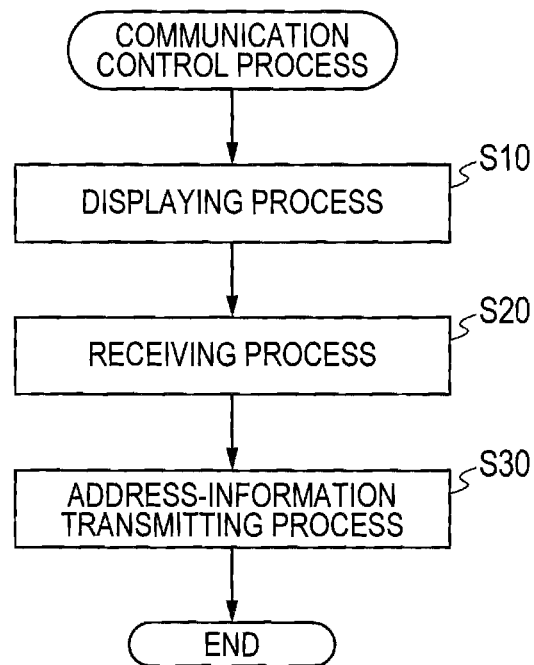 COMMUNICATION
CONTROL PROCESS
S10
DISPLAYING PROCESS
S20
RECEIVING PROCESS
S30
ADDRESS-INFORMATION
TRANSMITTING PROCESS
END